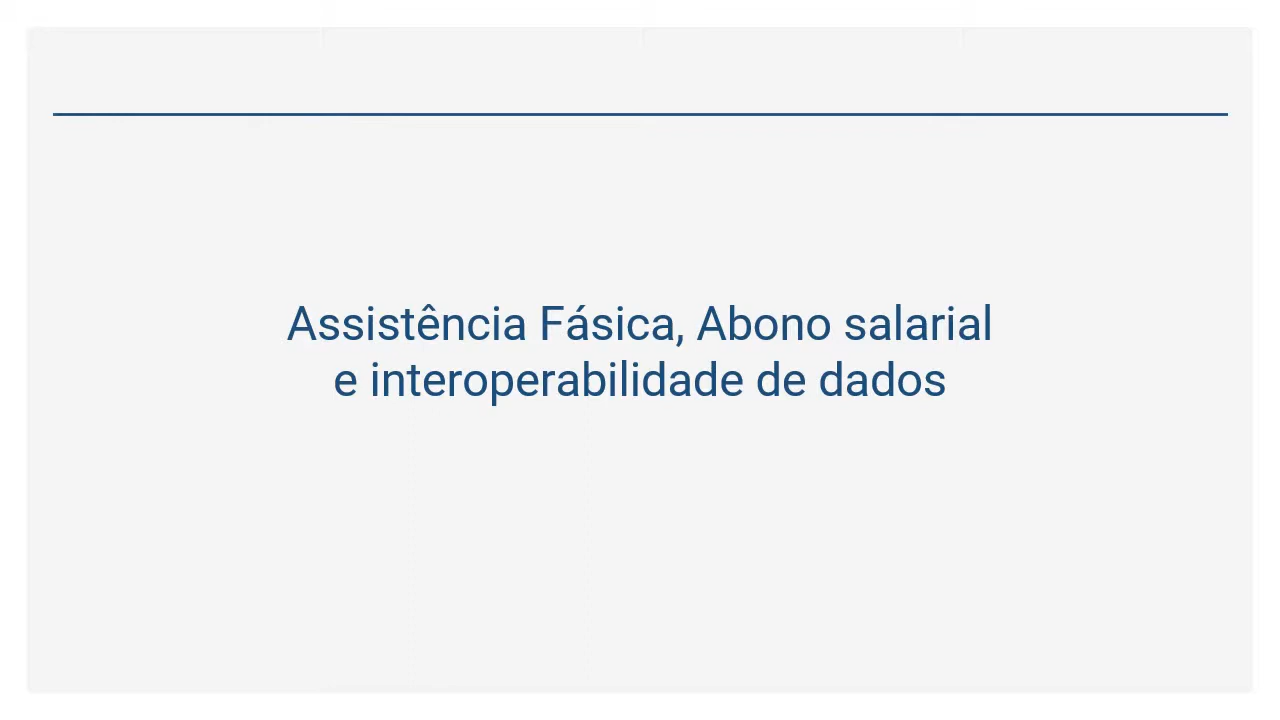 Assistência Fásica, Abono salarial
e interoperabilidade de dados